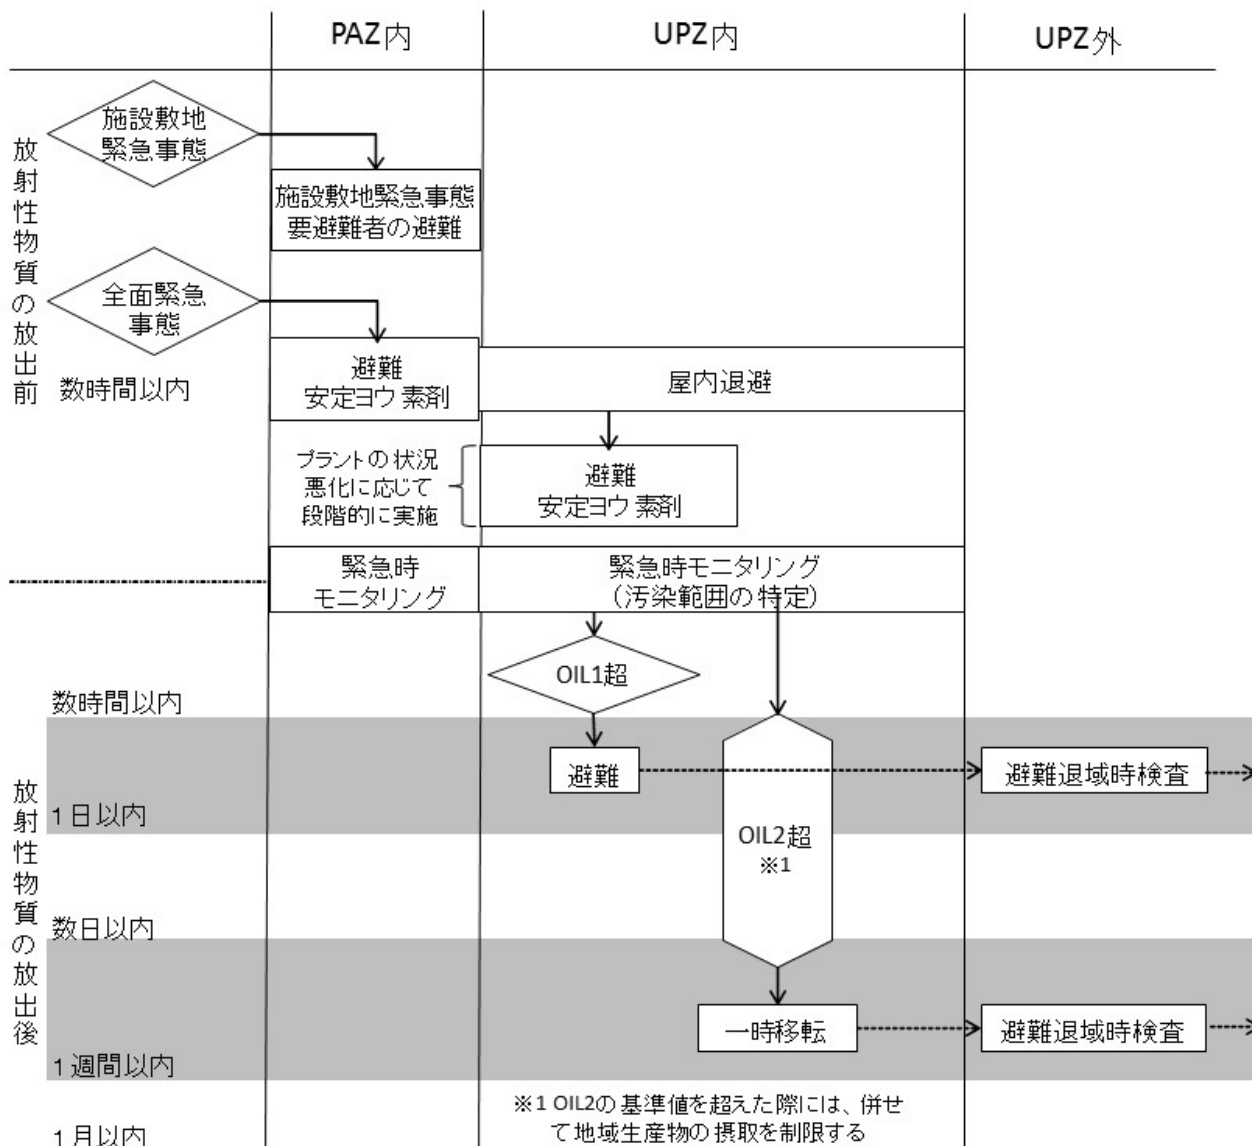 PAZ内
UPZ内
UPZ外
放射性物質の放出前
施設敷地
緊急事態
施設敷地緊急事態
要避難者の避難
全面緊急
事態
数時間以内
避難
安定ヨウ素剤
屋内退避
プラントの状況
悪化に応じて
段階的に実施
避難
安定ヨウ素剤
緊急時
モニタリング
緊急時モニタリング
（汚染範囲の特定）
放射性物質の放出後
OIL1超
数時間以内
避難
避難退域時検査
1日以内
OIL2超
※1
数日以内
一時移転
避難退域時検査
1週間以内
※1 OIL2の基準値を超えた際には、併せ
て地域生産物の摂取を制限する
1月以内